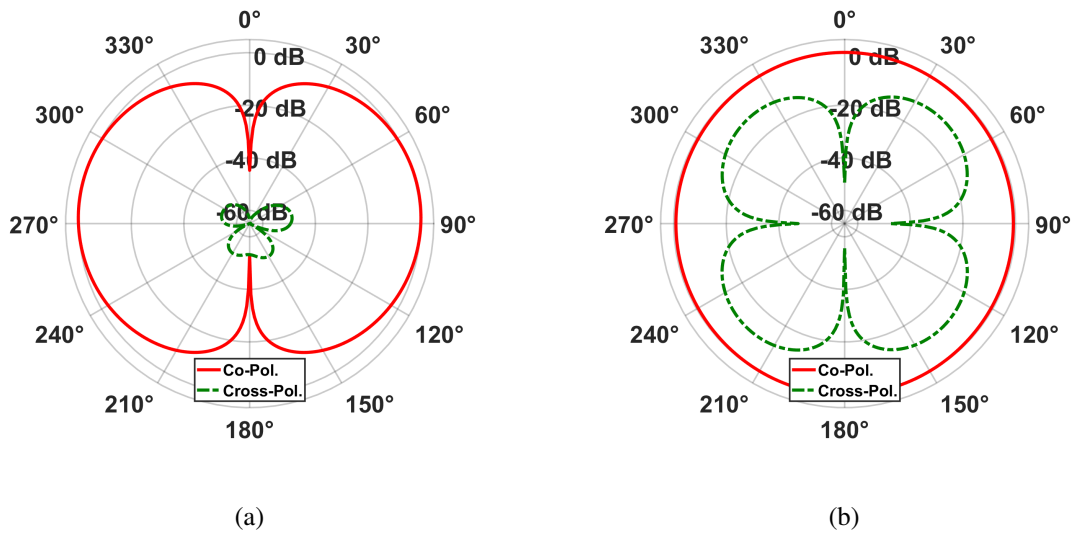 0°
330°
30°
0 dB
300°
-20 dB
60°
-40 dB
270°
-60 dB
90°
240°
120°
Co-Pol.
Cross-Pol.
210°
150°
180°
(a)
0°
330°
30°
0 dB
300°
-20 dB
60°
-40 dB
270°
-60 dB
90°
240°
120°
Co-Pol.
Cross-Pol.
210°
150°
180°
(b)